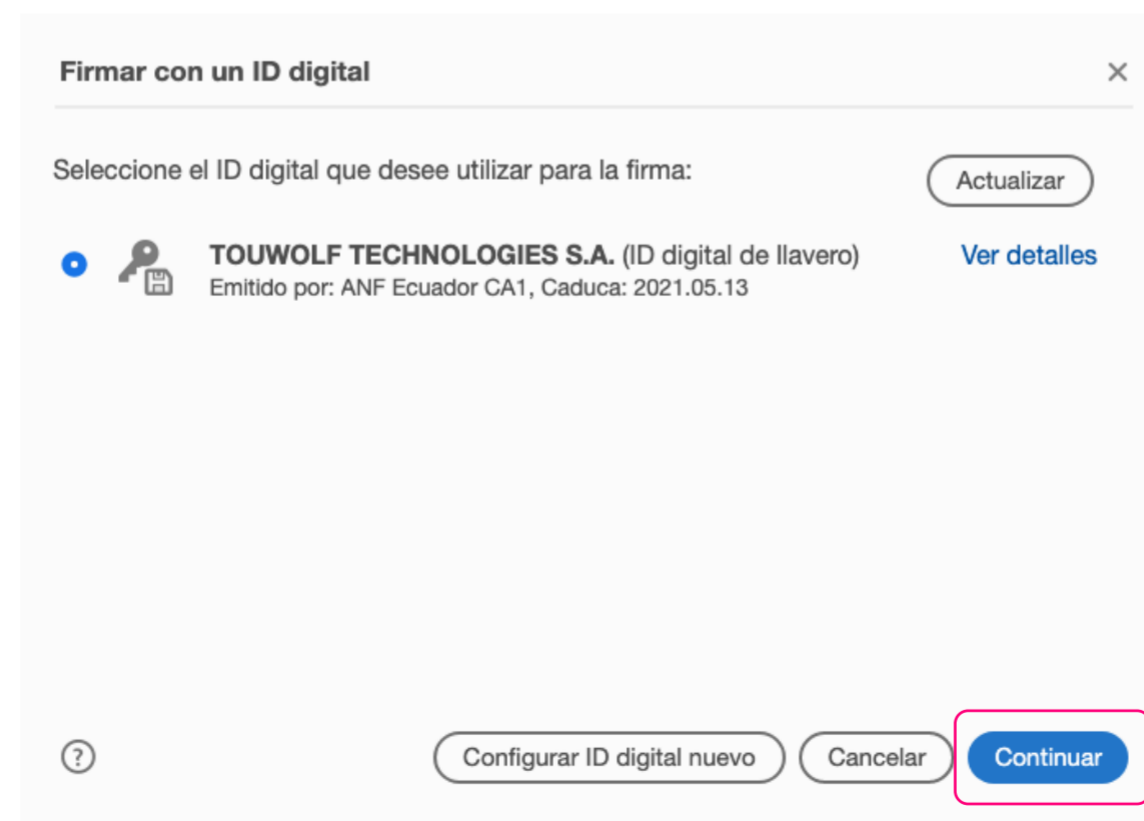 Firmar con un ID digital
Seleccione el ID digital que desee utilizar para la firma:
Actualizar
TOUWOLF TECHNOLOGIES S.A. (ID digital de llavero)
Ver detalles
Emitido por: ANF Ecuador CA1, Caduca: 2021.05.13
?
Configurar ID digital nuevo
Cancelar
Continuar